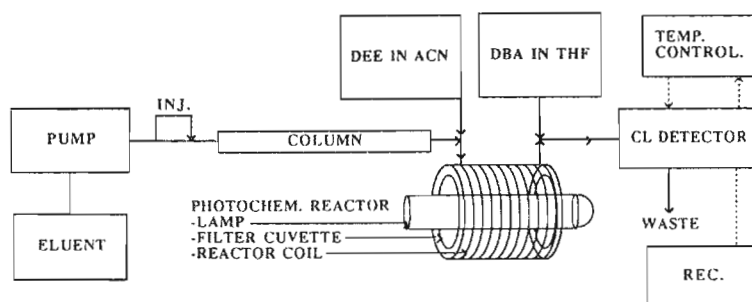 DEE IN ACN
DBA IN THF
TEMP.
CONTROL.
INJ.
PUMP
COLUMN
CL DETECTOR
PHOTOCHEM. REACTOR
-LAMP
-FILTER CUVETTE
-REACTOR COIL
WASTE
ELUENT
REC.